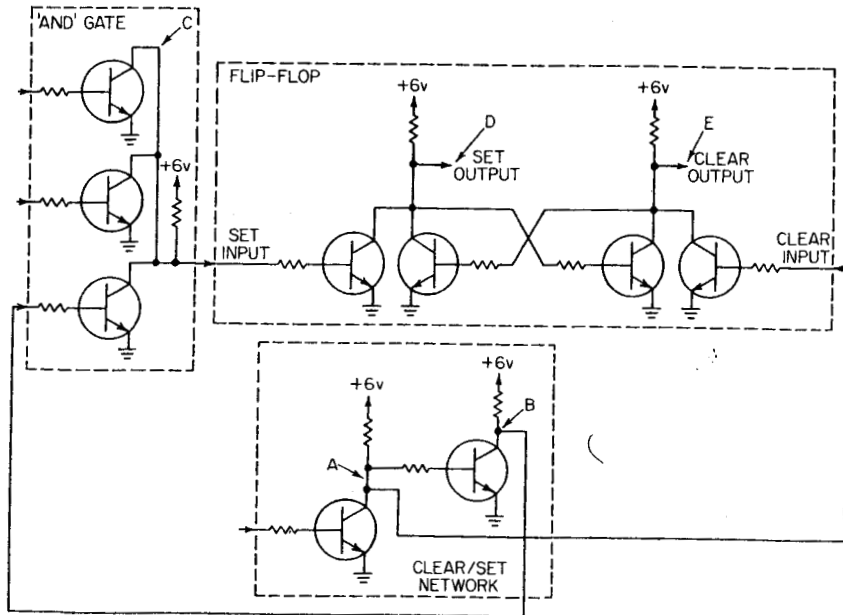 'AND' GATE
C
FLIP-FLOP
+6v
+6v
D
E
SET
OUTPUT
CLEAR
OUTPUT
+6v
SET
INPUT
CLEAR
INPUT
+6v
+6v
B
A
CLEAR/SET
NETWORK